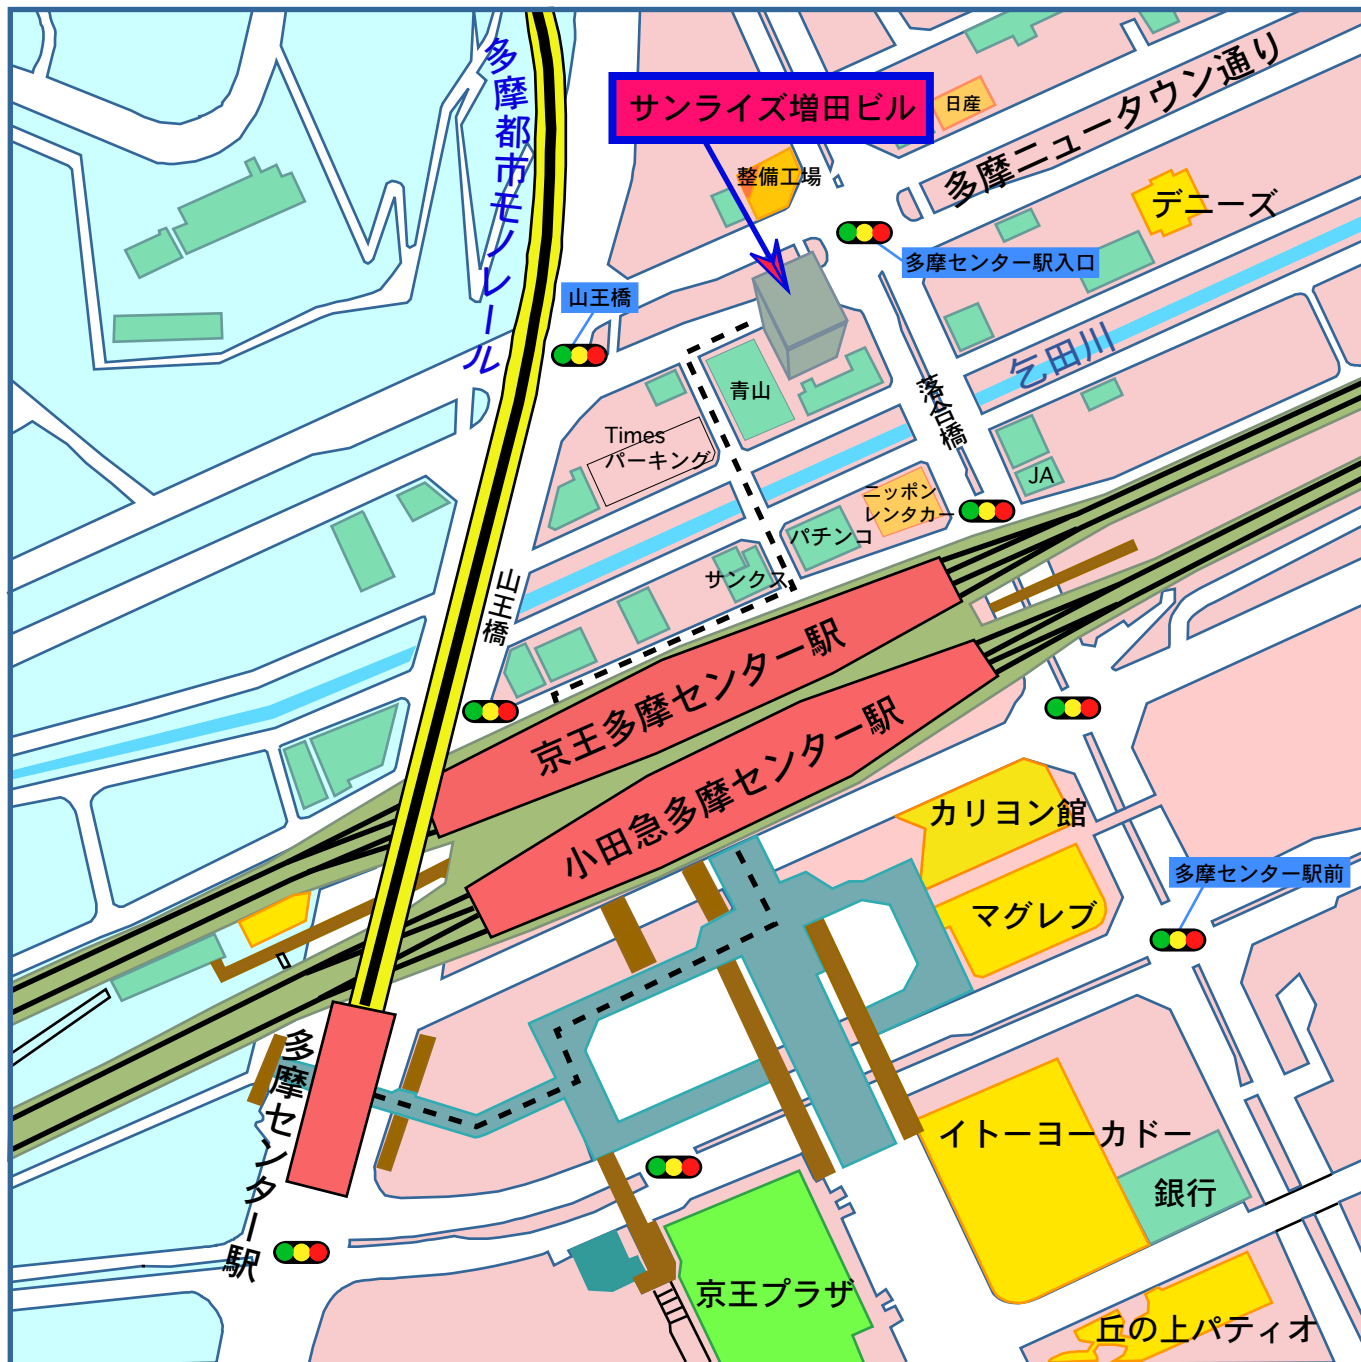 多摩都市モノレール
サンライズ増田ビル
日産
多摩ニュータウン通り
整備工場
デニーズ
多摩センター駅入口
山王橋
乞田川
青山
落合橋
Times
パーキング
JA
ニッポン
レンタカー
パチンコ
サンクス
山王橋
京王多摩センター駅
小田急多摩センター駅
カリヨン館
多摩センター駅前
マグレブ
多摩センター駅
イトーヨーカドー
銀行
京王プラザ
丘の上パティオ